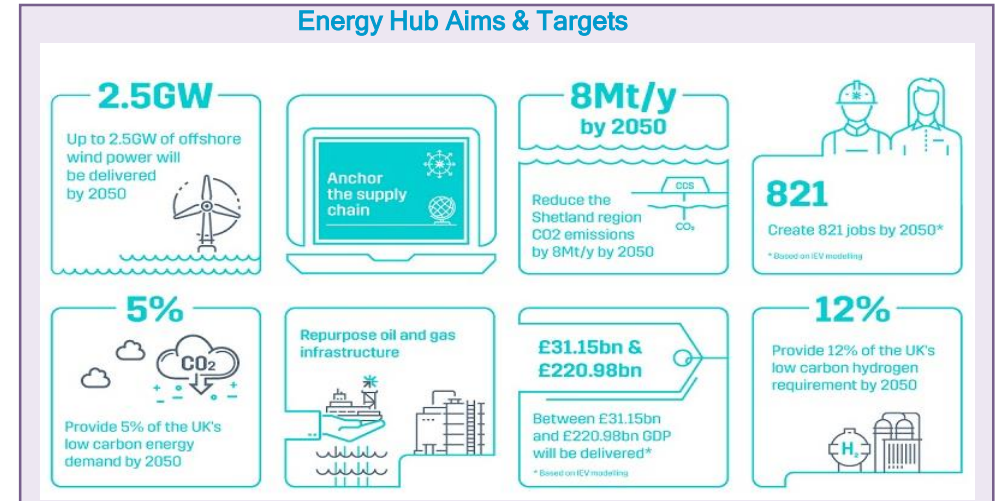 Energy Hub Aims & Targets
2.5GW
Up to 2.5GW of offshore
wind power will
be delivered
by 2050
Anchor
the supply
chain
8Mt/y
by 2050
Reduce the
Shetland region
CO2 emissions
by 8Mt/y by 2050
CCS
CO₂
821
Create 821 jobs by 2050*
* Based on IEV modelling
5%
CO₂
Provide 5% of the UK's
low carbon energy
demand by 2050
Repurpose oil and gas
infrastructure
£31.15bn &
£220.98bn
Between £31.15bn
and £220.98bn GDP
will be delivered*
* Based on IEV modelling
12%
Provide 12% of the UK's
low carbon hydrogen
requirement by 2050
H₂